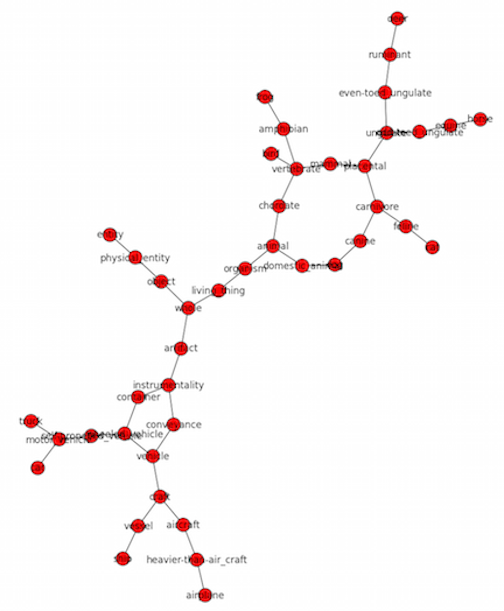 deer
ruminant
even-toed_ungulate
frog
horse
equine
amphibian
ungulate
odd-toed_ungulate
bird
mammal
placental
vertebrate
chordate
carnivore
feline
entity
canine
animal
cat
physical_entity
organism
domestic_animal
dog
object
living_thing
whole
artifact
instrumentality
container
truck
conveyance
motor_vehicle
self-propelled_vehicle
wheeled_vehicle
vehicle
car
craft
vessel
aircraft
ship
heavier-than-air_craft
airplane